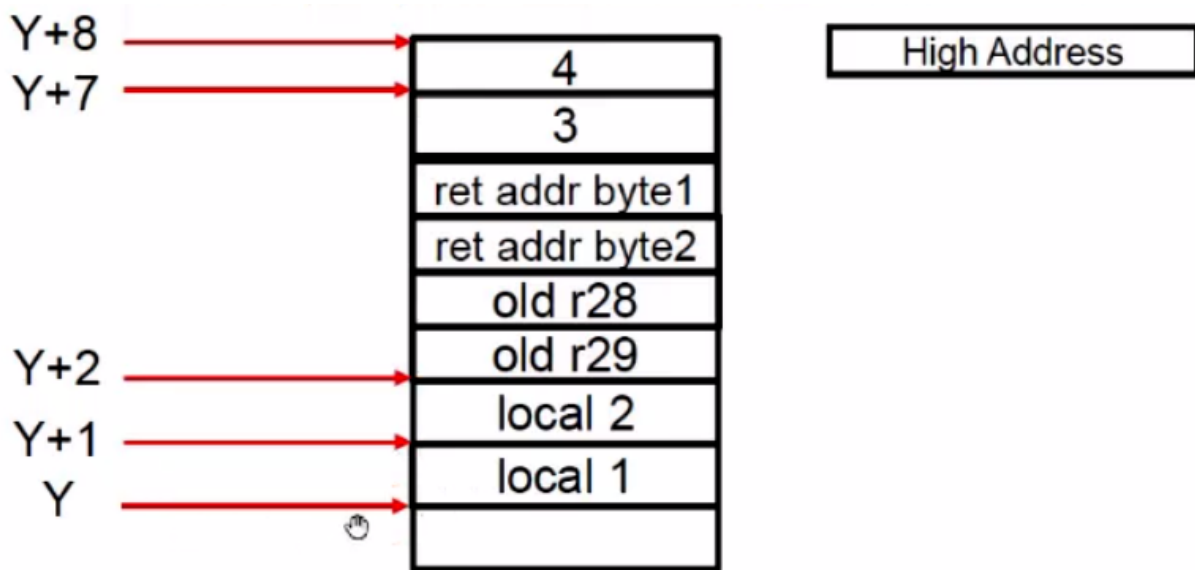 Y+8
High Address
4
Y+7
3
ret addr byte1
ret addr byte2
old r28
old r29
Y+2
local 2
Y+1
local 1
Y